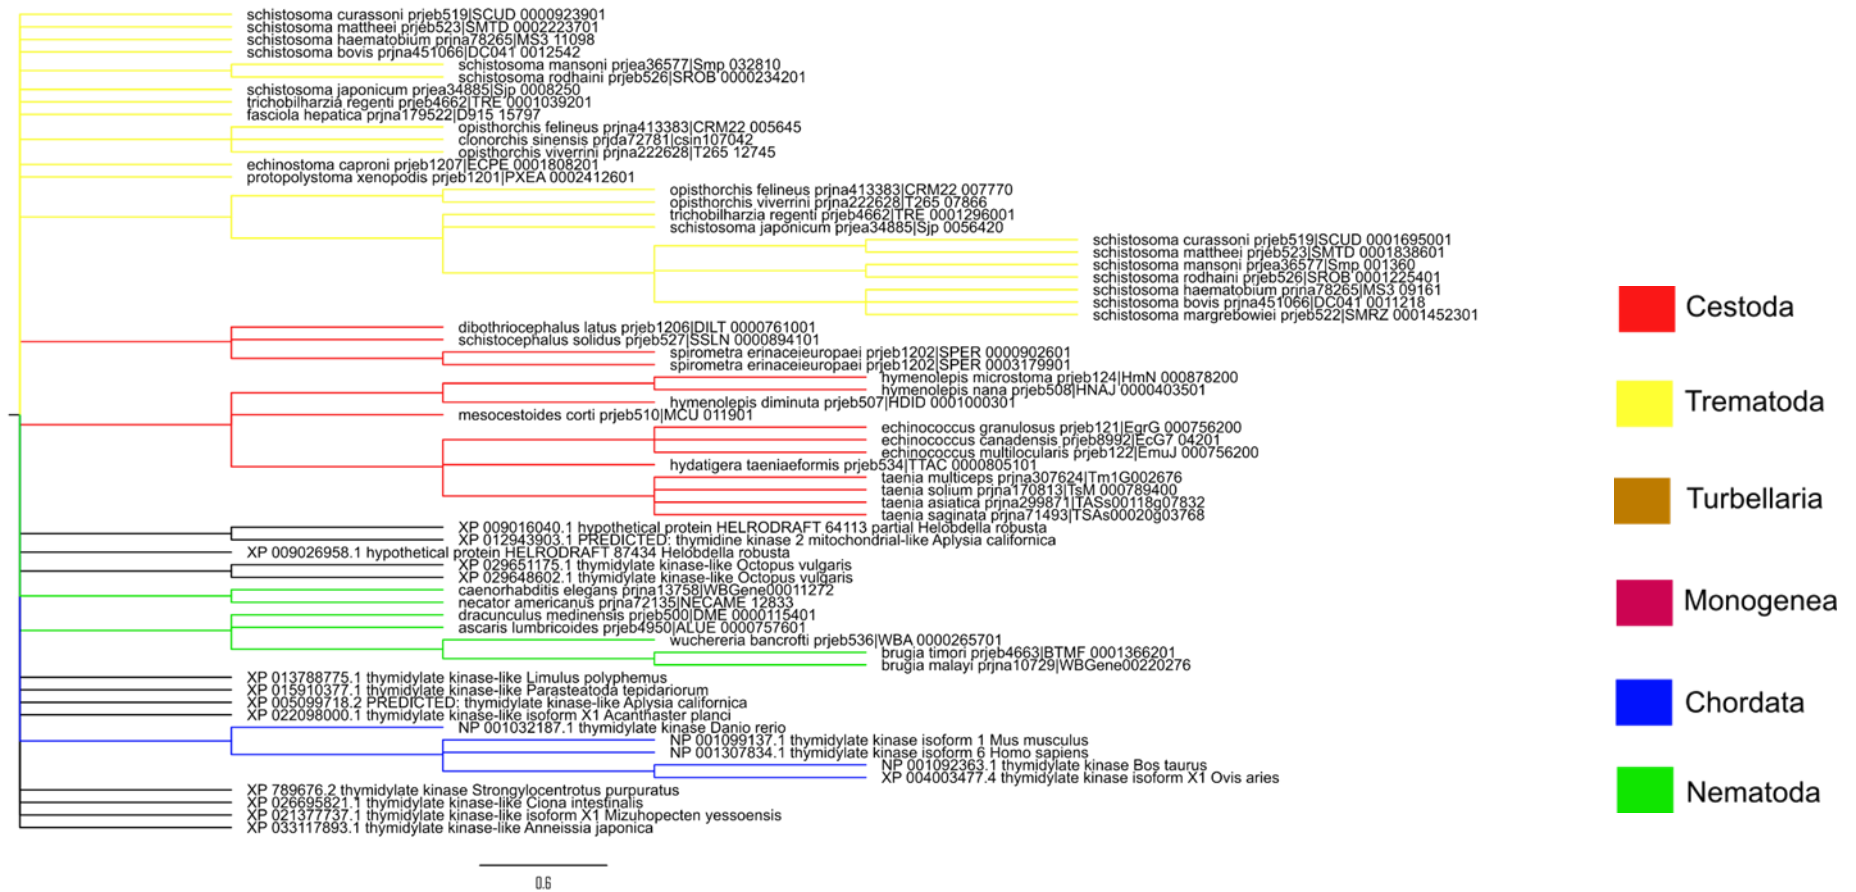 schistosoma curassoni prjeb519|SCUD 0000923901
schistosoma mattheei prjeb523|SMTD 0002223701
schistosoma haematobium prjna78265|MS3 11098
schistosoma bovis prjna451066|DC041 0012542
schistosoma mansoni prjea36577|Smp 032810
schistosoma rodhaini prjeb526|SROB 0000234201
schistosoma japonicum prjea34885|Sjp 0008250
trichobilharzia regenti prjeb4662|TRE 0001039201
fasciola hepatica prjna179522|D915 15797
opisthorchis felineus prjna413383|CRM22 005645
clonorchis sinensis prjda72781|csin107042
opisthorchis viverrini prjna222628|T265 12745
echinostoma caproni prjeb1207|ECPE 0001808201
protopolystoma xenopodis prjeb1201|PXEA 0002412601
opisthorchis felineus prjna413383|CRM22 007770
opisthorchis viverrini prjna222628|T265 07866
trichobilharzia regenti prjeb4662|TRE 0001296001
schistosoma japonicum prjea34885|Sjp 0056420
schistosoma curassoni prjeb519|SCUD 0001695001
schistosoma mattheei prjeb523|SMTD 0001838601
schistosoma mansoni prjea36577|Smp 001360
schistosoma rodhaini prjeb526|SROB 0001225401
schistosoma haematobium prjna78265|MS3 09161
schistosoma bovis prjna451066|DC041 0011218
schistosoma margrebowiei prjeb522|SMRZ 0001452301
dibothriocephalus latus prjeb1206|DILT 0000761001
schistocephalus solidus prjeb527|SSLN 0000894101
spirometra erinaceieuropaei prjeb1202|SPER 0000902601
spirometra erinaceieuropaei prjeb1202|SPER 0003179901
hymenolepis microstoma prjeb124|HmN 000878200
hymenolepis nana prjeb508|HNAJ 0000403501
hymenolepis diminuta prjeb507|HDID 0001000301
mesocestoides corti prjeb510|MCU 011901
echinococcus granulosus prjeb121|EgrG 000756200
echinococcus canadensis prjeb8992|EcG7 04201
echinococcus multilocularis prjeb122|EmuJ 000756200
hydatigera taeniaeformis prjeb534|TTAC 0000805101
taenia multiceps prjna307624|Tm1G002676
taenia solium prjna170813|TsM 000789400
taenia asiatica prjna299871|TASs00118g07832
taenia saginata prjna71493|TSAs00020g03768
XP 009016040.1 hypothetical protein HELRODRAFT 64113 partial Helobdella robusta
XP 012943903.1 PREDICTED: thymidine kinase 2 mitochondrial-like Aplysia californica
XP 009026958.1 hypothetical protein HELRODRAFT 87434 Helobdella robusta
XP 029651175.1 thymidylate kinase-like Octopus vulgaris
XP 029648602.1 thymidylate kinase-like Octopus vulgaris
caenorhabditis elegans prjna13758|WBGene00011272
necator americanus prjna72135|NECAME 12833
dracunculus medinensis prjeb500|DME 0000115401
ascaris lumbricoides prjeb4950|ALUE 0000757601
wuchereria bancrofti prjeb536|WBA 0000265701
brugia timori prjeb4663|BTMF 0001366201
brugia malayi prjna10729|WBGene00220276
XP 013788775.1 thymidylate kinase-like Limulus polyphemus
XP 015910377.1 thymidylate kinase-like Parasteatoda tepidariorum
XP 005099718.2 PREDICTED: thymidylate kinase-like Aplysia californica
XP 022098000.1 thymidylate kinase-like isoform X1 Acanthaster planci
NP 001032187.1 thymidylate kinase Danio rerio
NP 001099137.1 thymidylate kinase isoform 1 Mus musculus
NP 001307834.1 thymidylate kinase isoform 6 Homo sapiens
NP 001092363.1 thymidylate kinase Bos taurus
XP 004003477.4 thymidylate kinase isoform X1 Ovis aries
XP 789676.2 thymidylate kinase Strongylocentrotus purpuratus
XP 026695821.1 thymidylate kinase-like Ciona intestinalis
XP 021377737.1 thymidylate kinase-like isoform X1 Mizuhopecten yessoensis
XP 033117893.1 thymidylate kinase-like Anneissia japonica
0.6
Cestoda
Trematoda
Turbellaria
Monogenea
Chordata
Nematoda